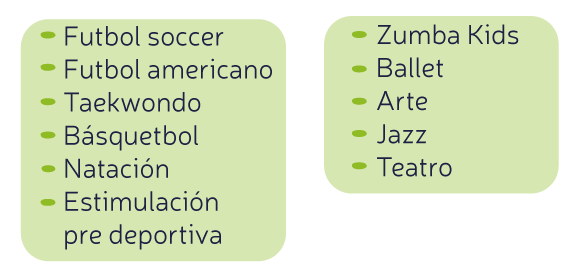 Futbol soccer
Futbol americano
Taekwondo
Básquetbol
Natación
Estimulación
pre deportiva
Zumba Kids
Ballet
Arte
Jazz
Teatro